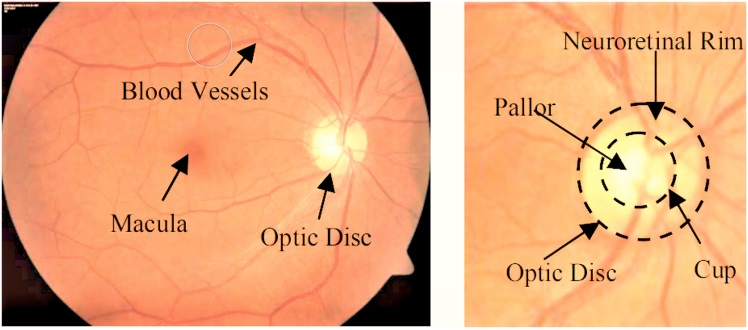 Blood Vessels
Macula
Optic Disc
Neuroretinal Rim
Pallor
Optic Disc
Cup